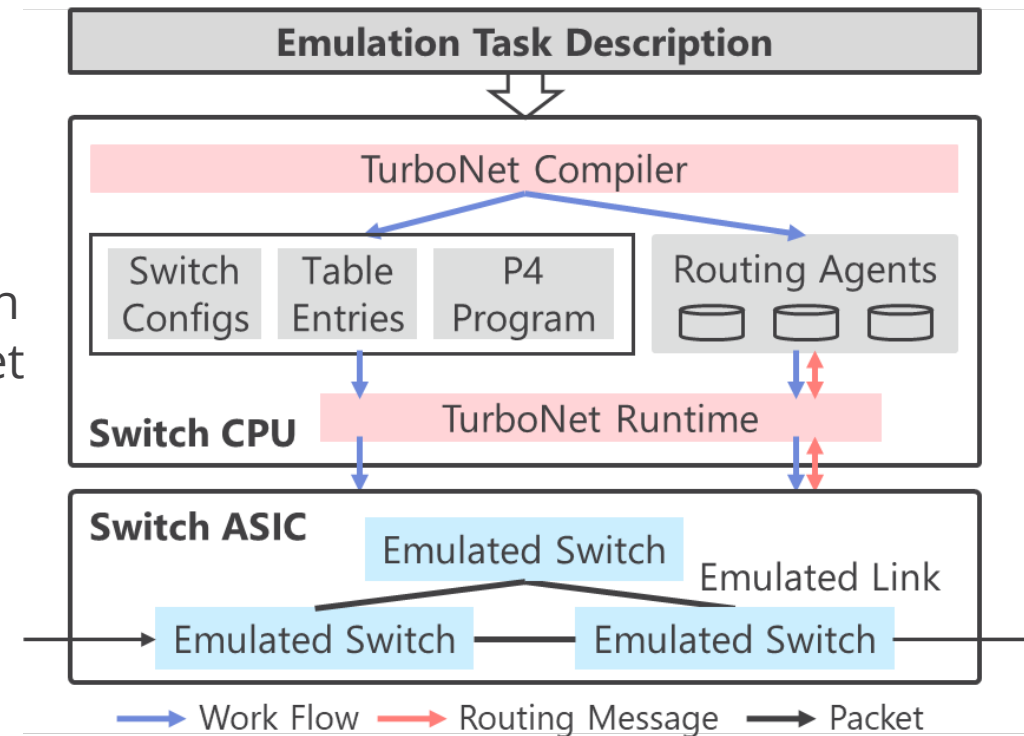 Emulation Task Description
TurboNet Compiler
Switch
Configs
Table
Entries
P4
Program
Routing Agents
n
et
TurboNet Runtime
Switch CPU
Switch ASIC
Emulated Switch
Emulated Link
Emulated Switch
Emulated Switch
Work Flow
Routing Message
Packet